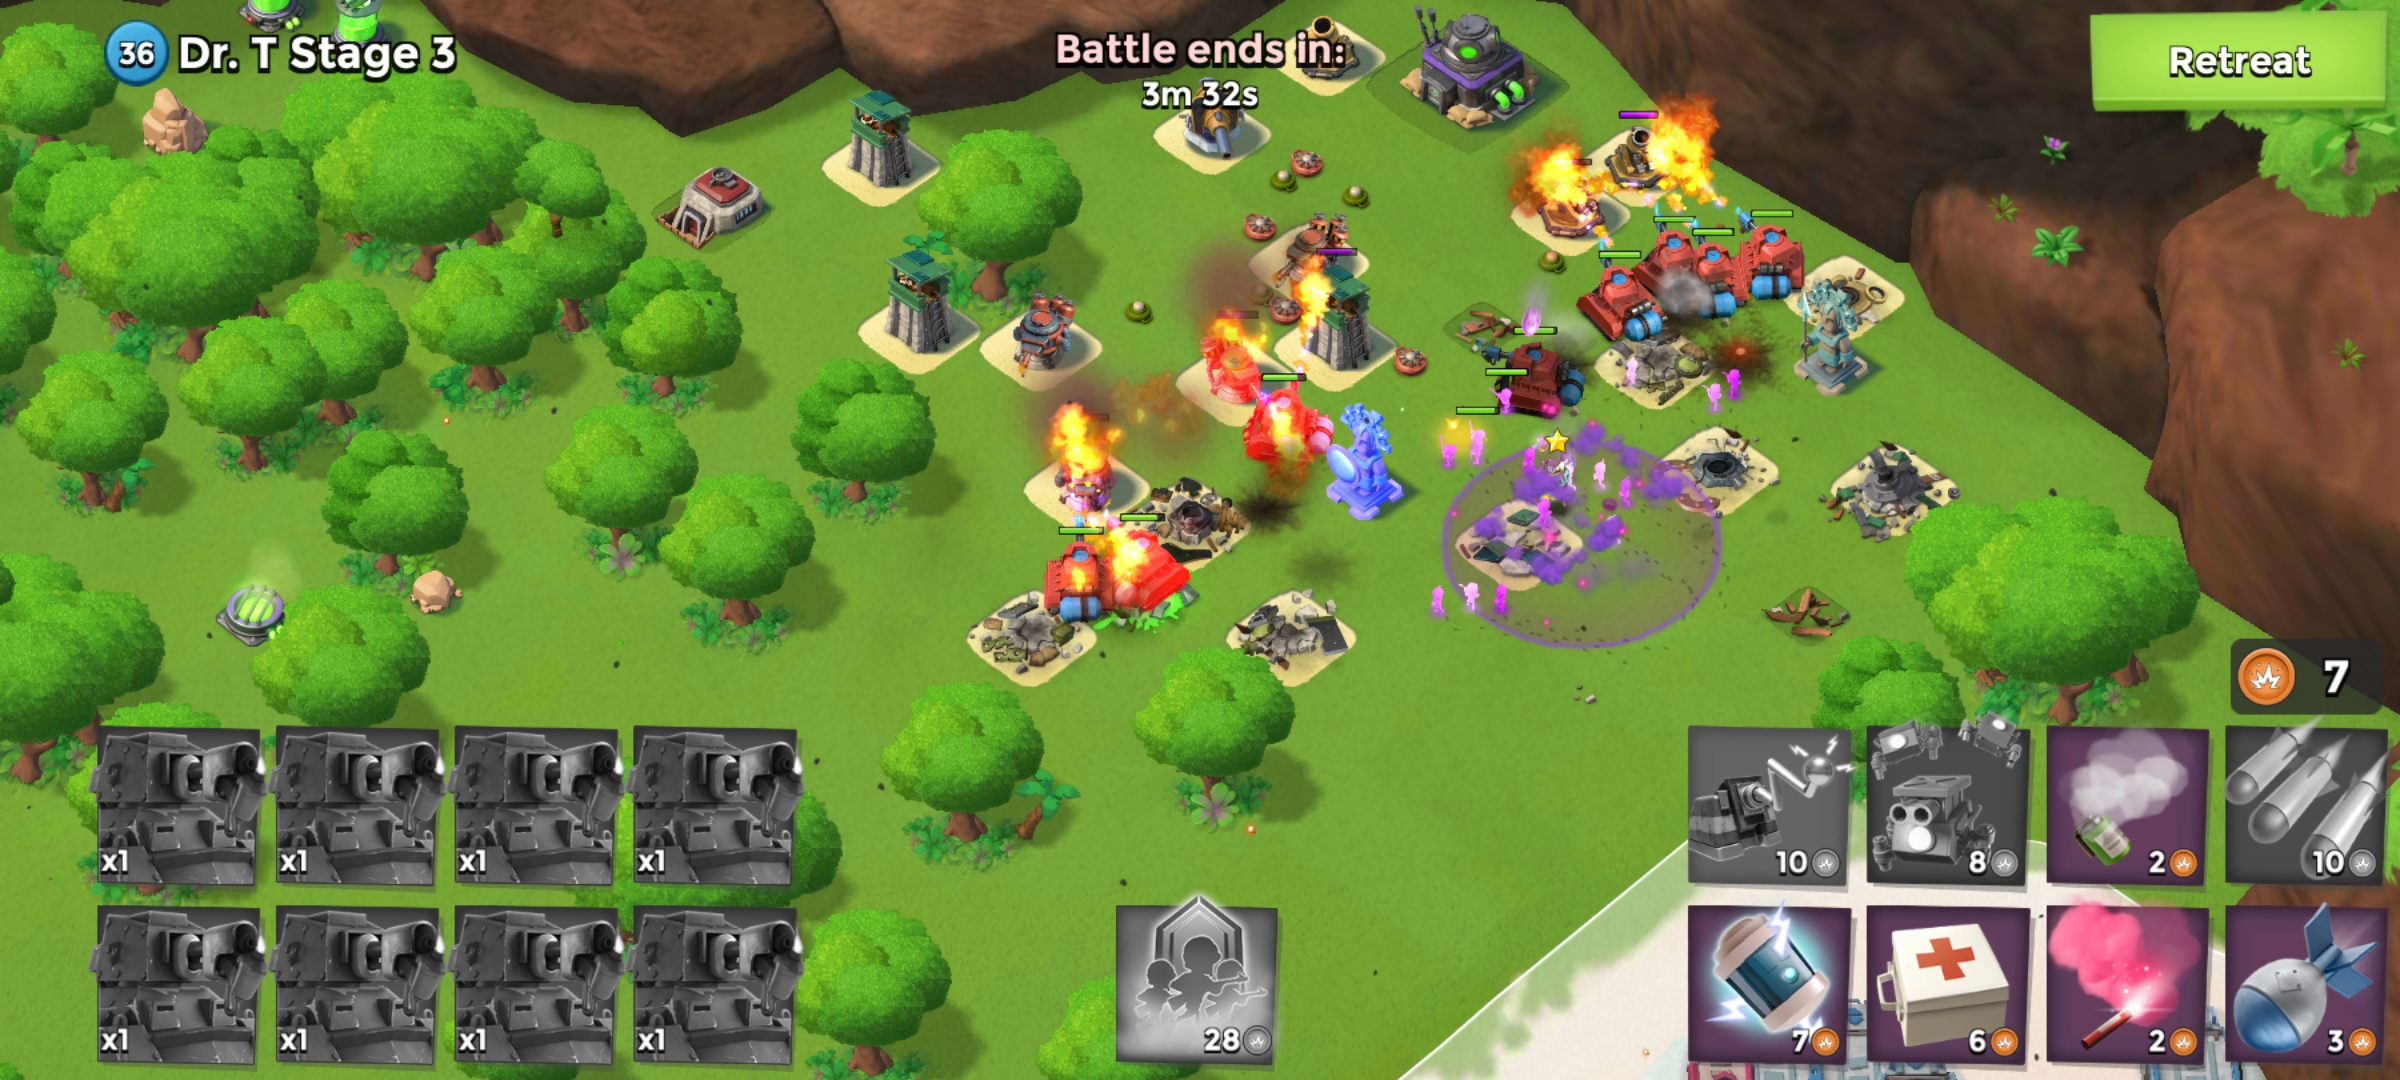 36 Dr. T Stage 3
Battle ends in:
3m 32s
Retreat
7
x1 x1 x1 x1
10 8 2 10
x1 x1 x1 x1
28
7 6 2 3